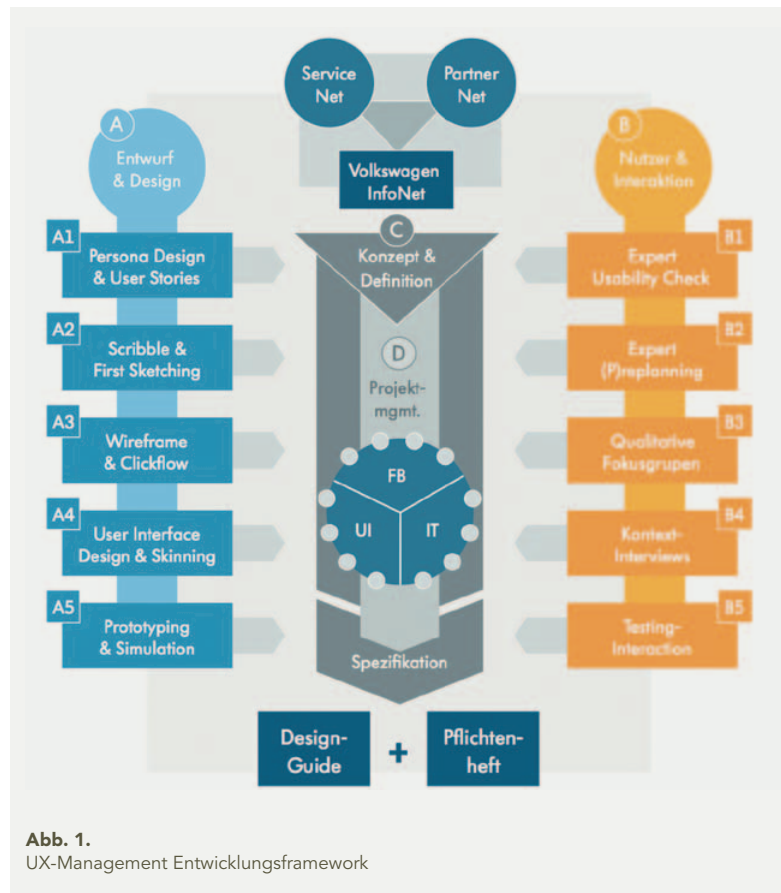 Service
Net
Partner
Net
Volkswagen
InfoNet
A
Entwurf
& Design
A1
Persona Design
& User Stories
A2
Scribble &
First Sketching
A3
Wireframe
& Clickflow
A4
User Interface
Design & Skinning
A5
Prototyping
& Simulation
C
Konzept &
Definition
D
Projekt-
mgmt.
FB
UI
IT
Spezifikation
B
Nutzer &
Interaktion
B1
Expert
Usability Check
B2
Expert
(P)replanning
B3
Qualitative
Fokusgrupen
B4
Kontext-
Interviews
B5
Testing-
Interaction
Design-
Guide
+
Pflichten-
heft
Abb. 1.
UX-Management Entwicklungsframework